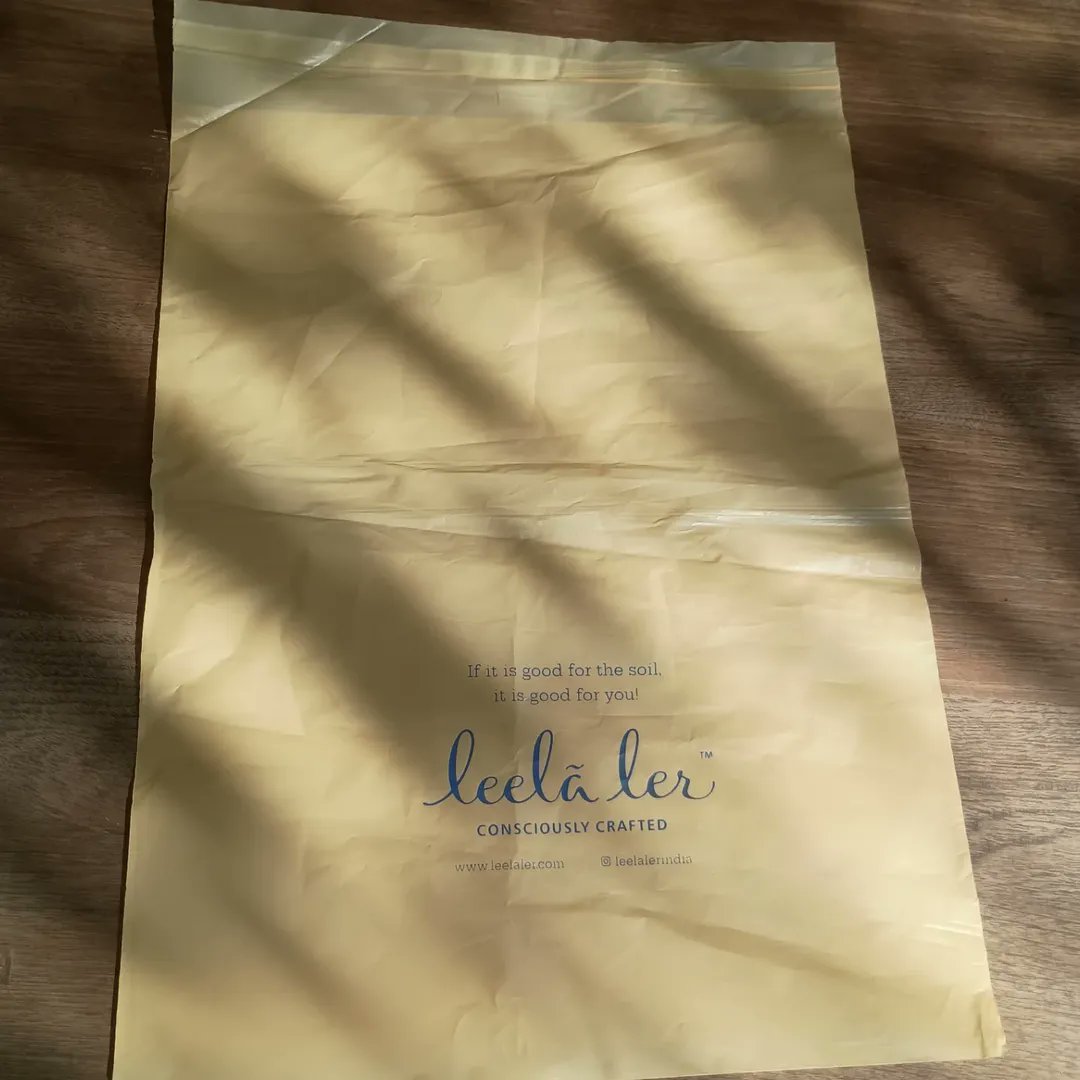 If it is good for the soil,
it is good for you!
leelã ler™
CONSCIOUSLY CRAFTED
www.leelaler.com leelalerindia